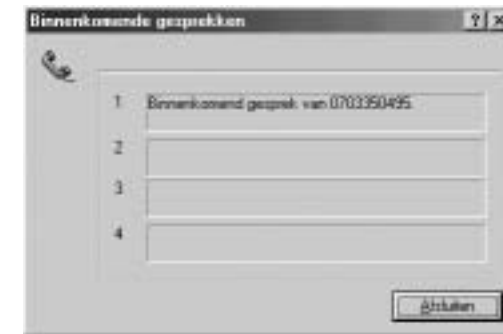 Binnenkomende gesprekken
1 Binnenkomend gesprek van 0703350495.
2
3
4
Afsluiten